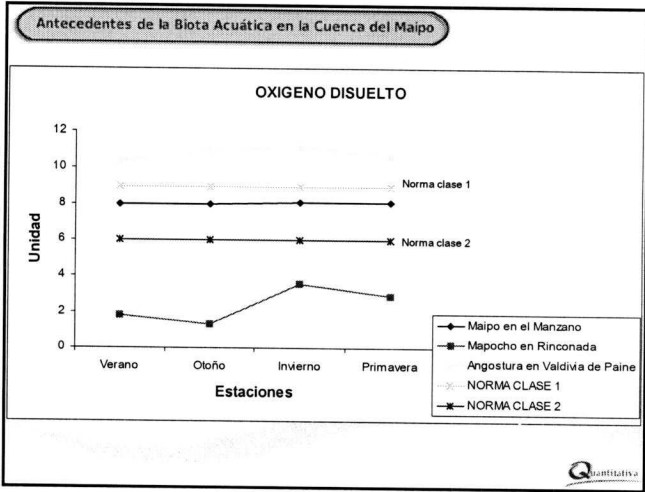 Antecedentes de la Biota Acuática en la Cuenca del Maipo
OXIGENO DISUELTO
12
10
8
6
4
2
0
Unidad
Norma clase 1
Norma clase 2
Verano Otoño Invierno Primavera
Estaciones
Maipo en el Manzano
Mapocho en Rinconada
Angostura en Valdivia de Paine
NORMA CLASE 1
NORMA CLASE 2
Quantitativa